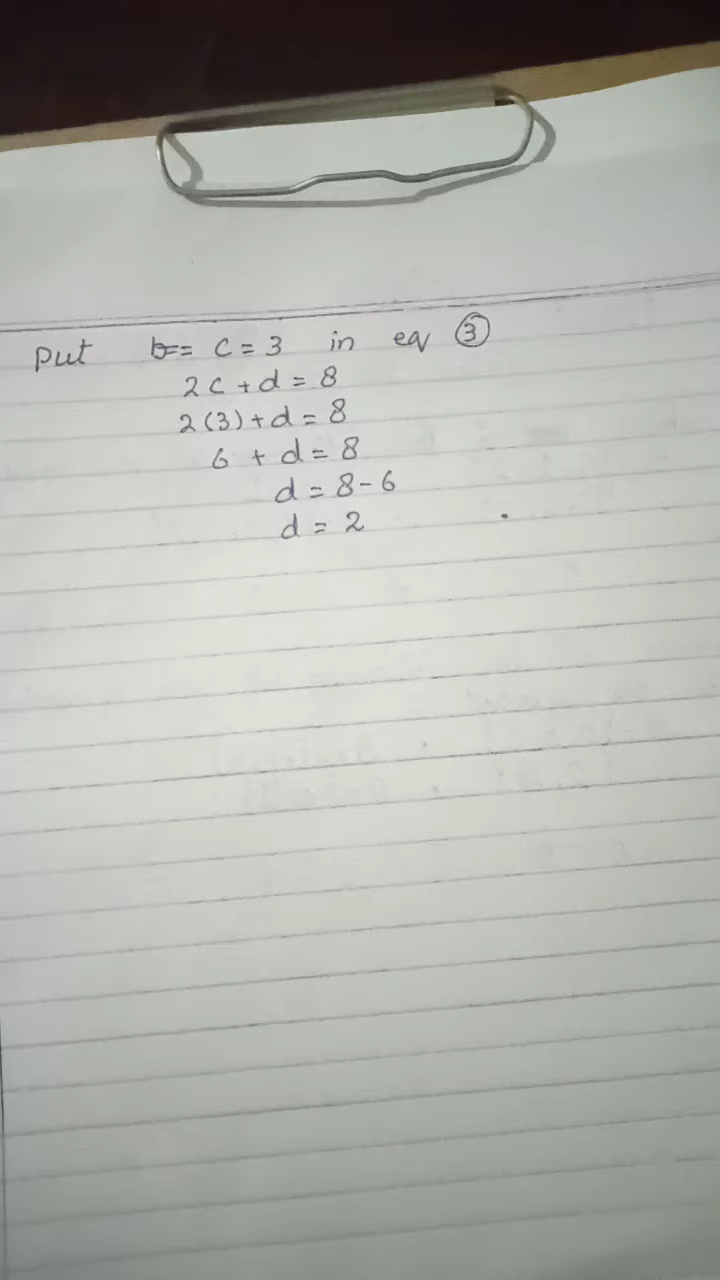 Put c = 3 in eq ③
2c + d = 8
2(3) + d = 8
6 + d = 8
d = 8 - 6
d = 2